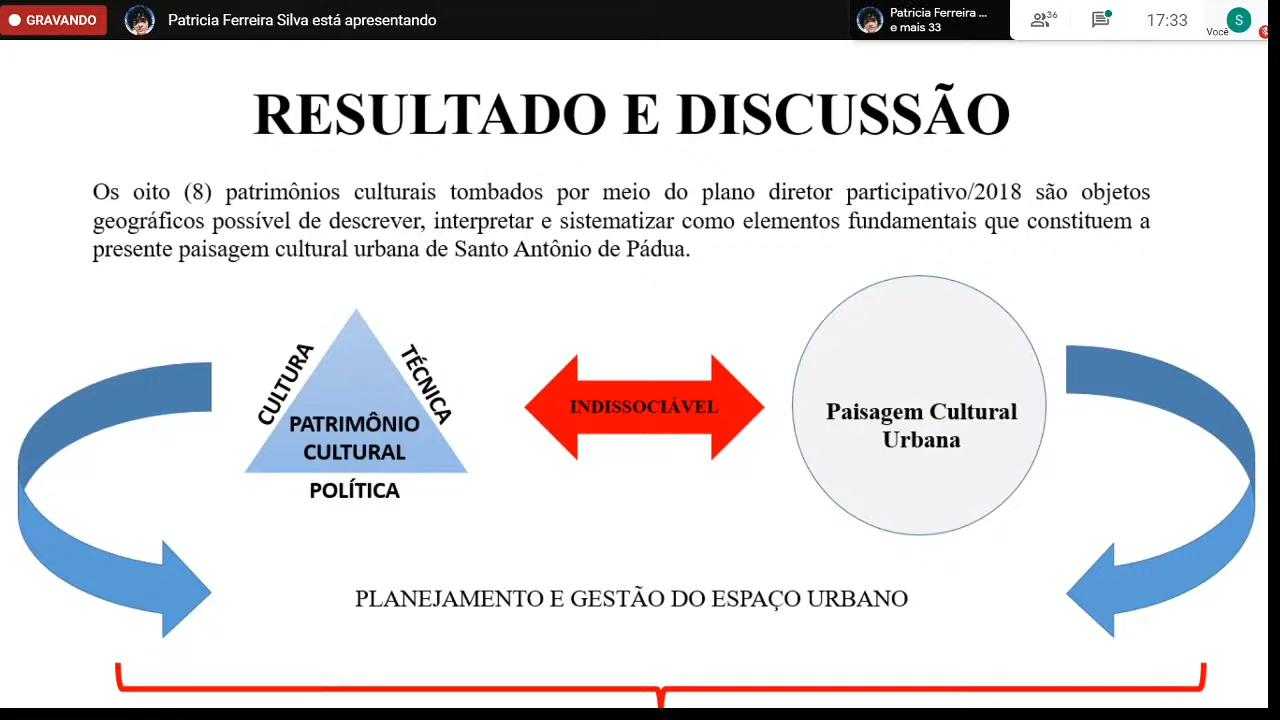 GRAVANDO
Patricia Ferreira Silva está apresentando
Patricia Ferreira ...
e mais 33
36
17:33
Você
S
RESULTADO E DISCUSSÃO
Os oito (8) patrimônios culturais tombados por meio do plano diretor participativo/2018 são objetos
geográficos possível de descrever, interpretar e sistematizar como elementos fundamentais que constituem a
presente paisagem cultural urbana de Santo Antônio de Pádua.
CULTURA
TÉCNICA
PATRIMÔNIO
CULTURAL
POLÍTICA
INDISSOCIÁVEL
Paisagem Cultural
Urbana
PLANEJAMENTO E GESTÃO DO ESPAÇO URBANO